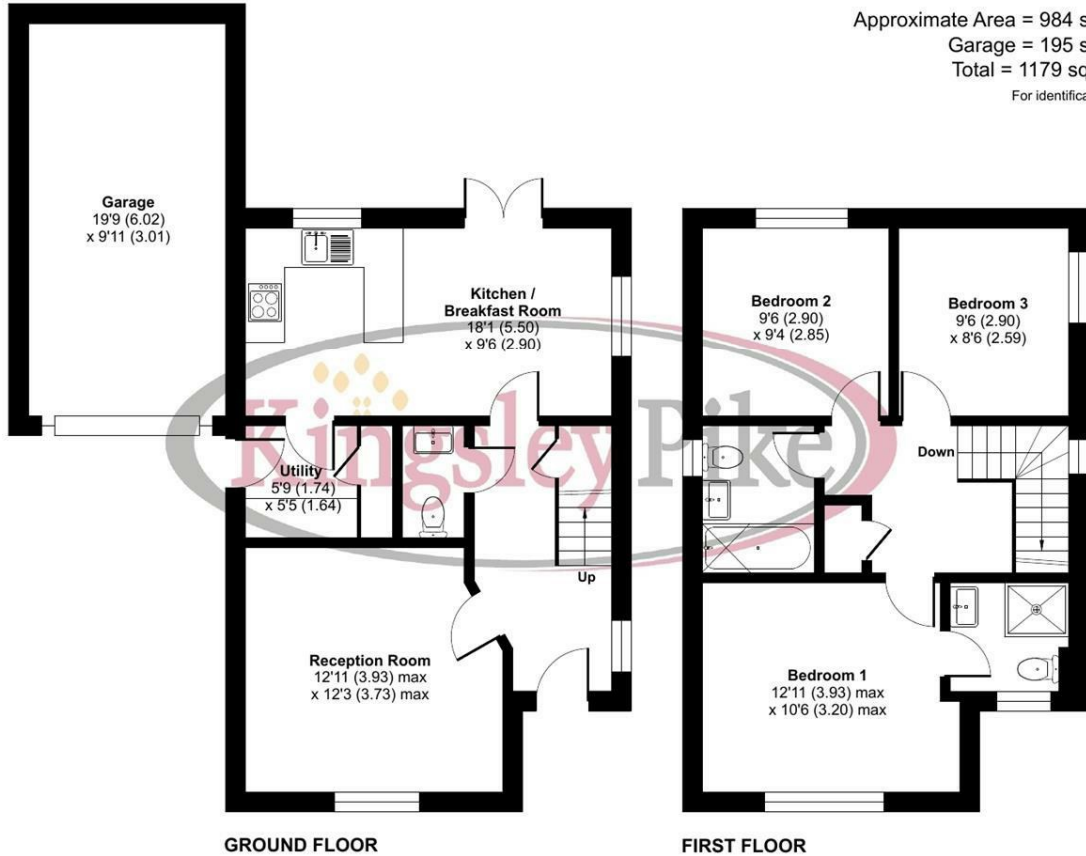 Approximate Area = 984 s
Garage = 195 s
Total = 1179 sq
For identifica
Garage
19'9 (6.02)
x 9'11 (3.01)
Kitchen /
Breakfast Room
18'1 (5.50)
x 9'6 (2.90)
Bedroom 2
9'6 (2.90)
x 9'4 (2.85)
Bedroom 3
9'6 (2.90)
x 8'6 (2.59)
Kingsley Pike
Utility
5'9 (1.74)
x 5'5 (1.64)
Down
Up
Reception Room
12'11 (3.93) max
x 12'3 (3.73) max
Bedroom 1
12'11 (3.93) max
x 10'6 (3.20) max
GROUND FLOOR
FIRST FLOOR